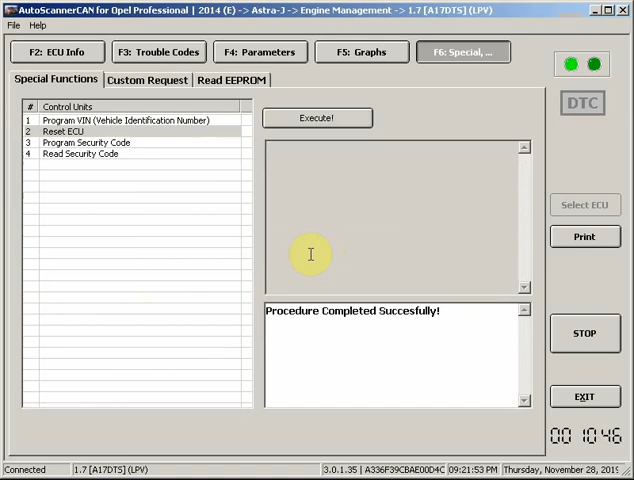 AutoScannerCAN for Opel Professional | 2014 (E) -> Astra-J -> Engine Management -> 1.7 [A17DTS] (LPV)
File Help
F2: ECU Info F3: Trouble Codes F4: Parameters F5: Graphs F6: Special, ...
Special Functions Custom Request Read EEPROM
# Control Units
1 Program VIN (Vehicle Identification Number)
2 Reset ECU
3 Program Security Code
4 Read Security Code
Execute!
Procedure Completed Succesfully!
DTC
Select ECU
Print
STOP
EXIT
00 10 46
Connected 1.7 [A17DTS] (LPV) 3.0.1.35 | A336F39CBAE00D4C 09:21:53 PM Thursday, November 28, 2019